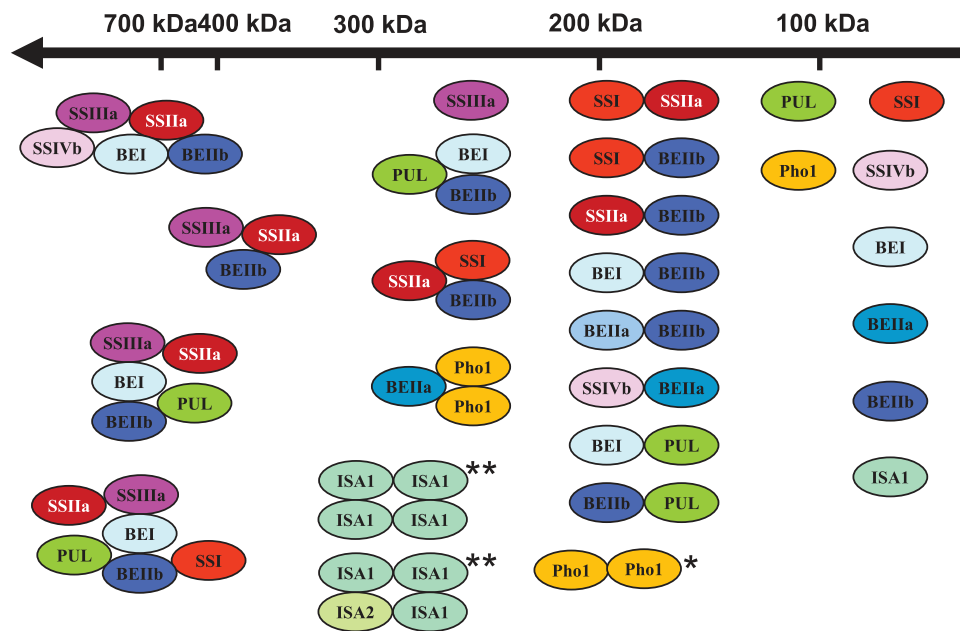 700 kDa 400 kDa 300 kDa 200 kDa 100 kDa
SSIIIa SSIIa
SSIVb BEI BEIIb
SSIIIa SSIIa
BEIIb
SSIIIa SSIIa
BEI
BEIIb PUL
SSIIa SSIIIa
BEI
PUL BEIIb SSI
SSIIIa
BEI
PUL
BEIIb
SSI
SSIIa
BEIIb
Pho1
BEIIa
Pho1
ISA1 ISA1 **
ISA1 ISA1
ISA1 ISA1 **
ISA2 ISA1
SSI SSIIa
SSI BEIIb
SSIIa BEIIb
BEI BEIIb
BEIIa BEIIb
SSIVb BEIIa
BEI PUL
BEIIb PUL
Pho1 Pho1 *
PUL SSI
Pho1 SSIVb
BEI
BEIIa
BEIIb
ISA1